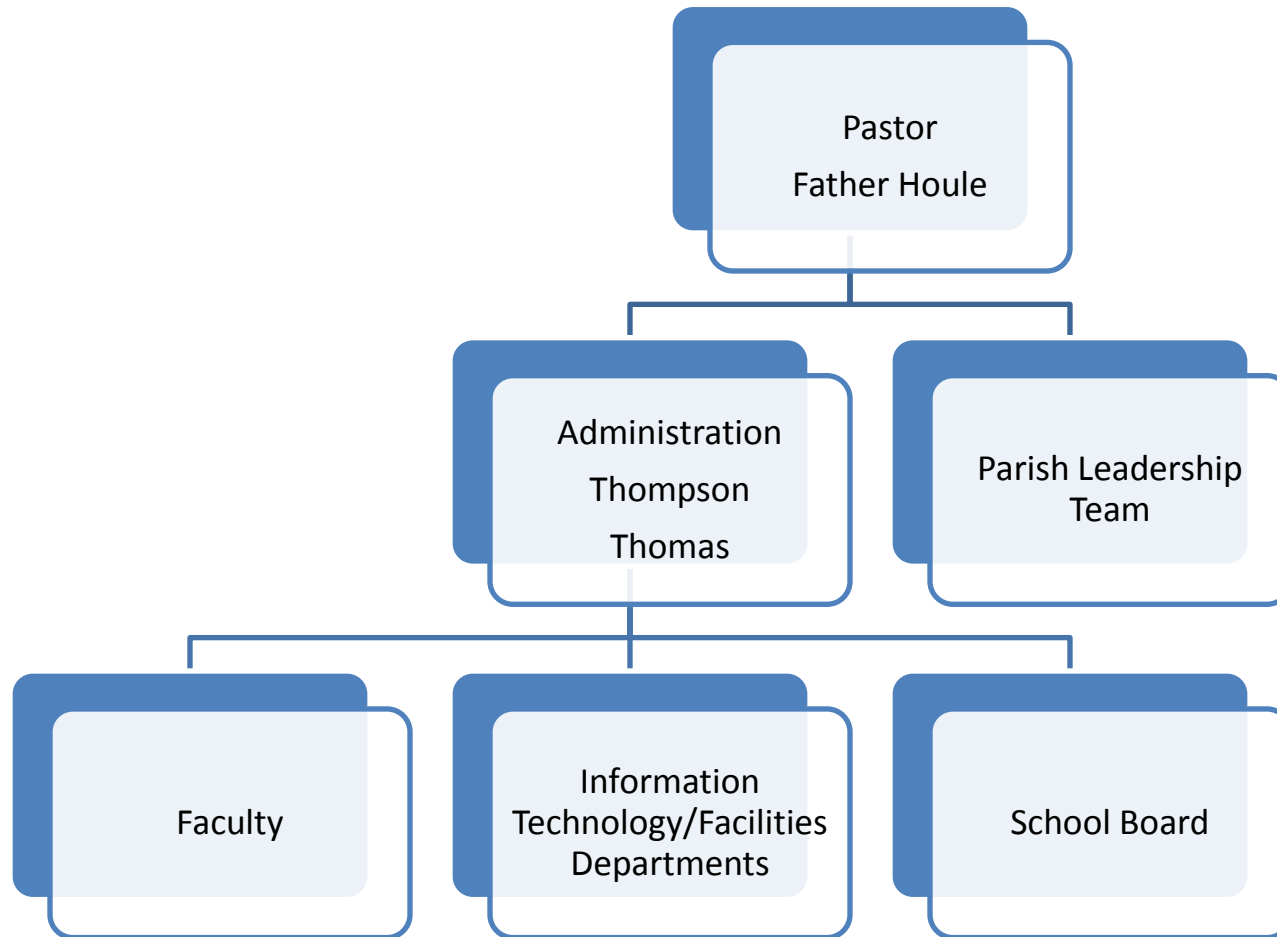 Pastor
Father Houle
Administration
Thompson
Thomas
Parish Leadership
Team
Faculty
Information
Technology/Facilities
Departments
School Board